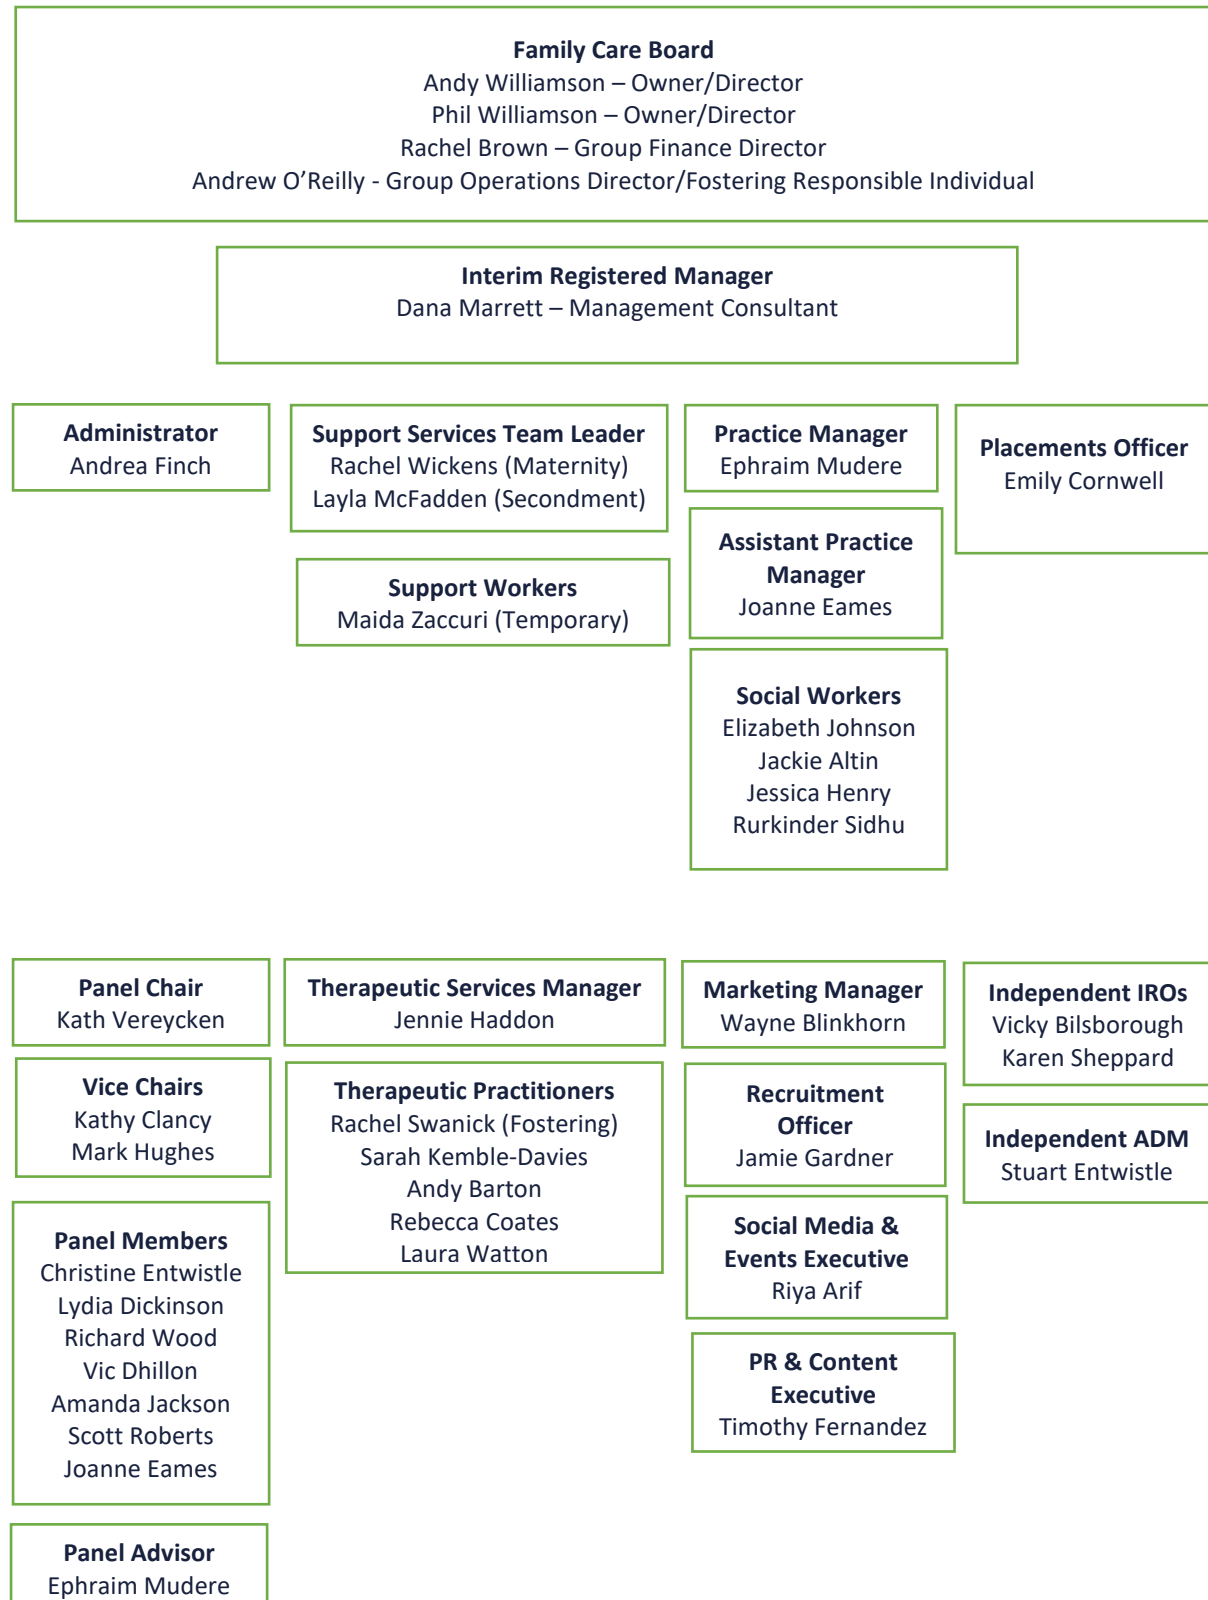 Family Care Board
Andy Williamson – Owner/Director
Phil Williamson – Owner/Director
Rachel Brown – Group Finance Director
Andrew O’Reilly - Group Operations Director/Fostering Responsible Individual
Interim Registered Manager
Dana Marrett – Management Consultant
Administrator
Andrea Finch
Support Services Team Leader
Rachel Wickens (Maternity)
Layla McFadden (Secondment)
Support Workers
Maida Zaccuri (Temporary)
Practice Manager
Ephraim Mudere
Assistant Practice
Manager
Joanne Eames
Social Workers
Elizabeth Johnson
Jackie Altin
Jessica Henry
Rurkinder Sidhu
Placements Officer
Emily Cornwell
Panel Chair
Kath Vereycken
Vice Chairs
Kathy Clancy
Mark Hughes
Panel Members
Christine Entwistle
Lydia Dickinson
Richard Wood
Vic Dhillon
Amanda Jackson
Scott Roberts
Joanne Eames
Panel Advisor
Ephraim Mudere
Therapeutic Services Manager
Jennie Haddon
Therapeutic Practitioners
Rachel Swanick (Fostering)
Sarah Kemble-Davies
Andy Barton
Rebecca Coates
Laura Watton
Marketing Manager
Wayne Blinkhorn
Recruitment
Officer
Jamie Gardner
Social Media &
Events Executive
Riya Arif
PR & Content
Executive
Timothy Fernandez
Independent IROs
Vicky Bilsborough
Karen Sheppard
Independent ADM
Stuart Entwistle